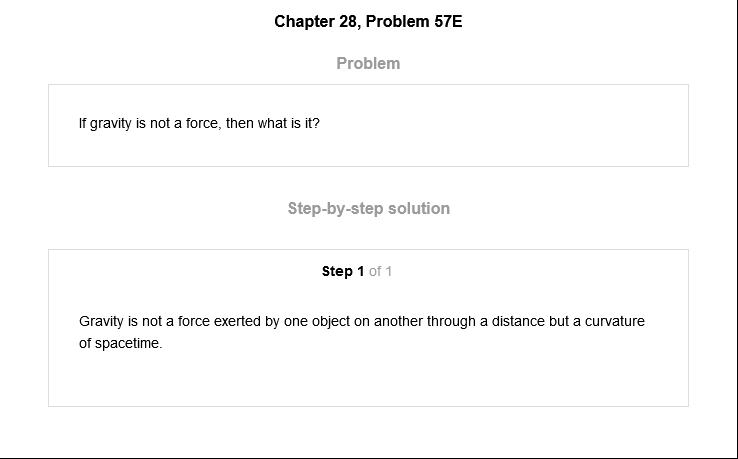 Chapter 28, Problem 57E
Problem
If gravity is not a force, then what is it?
Step-by-step solution
Step 1 of 1
Gravity is not a force exerted by one object on another through a distance but a curvature
of spacetime.